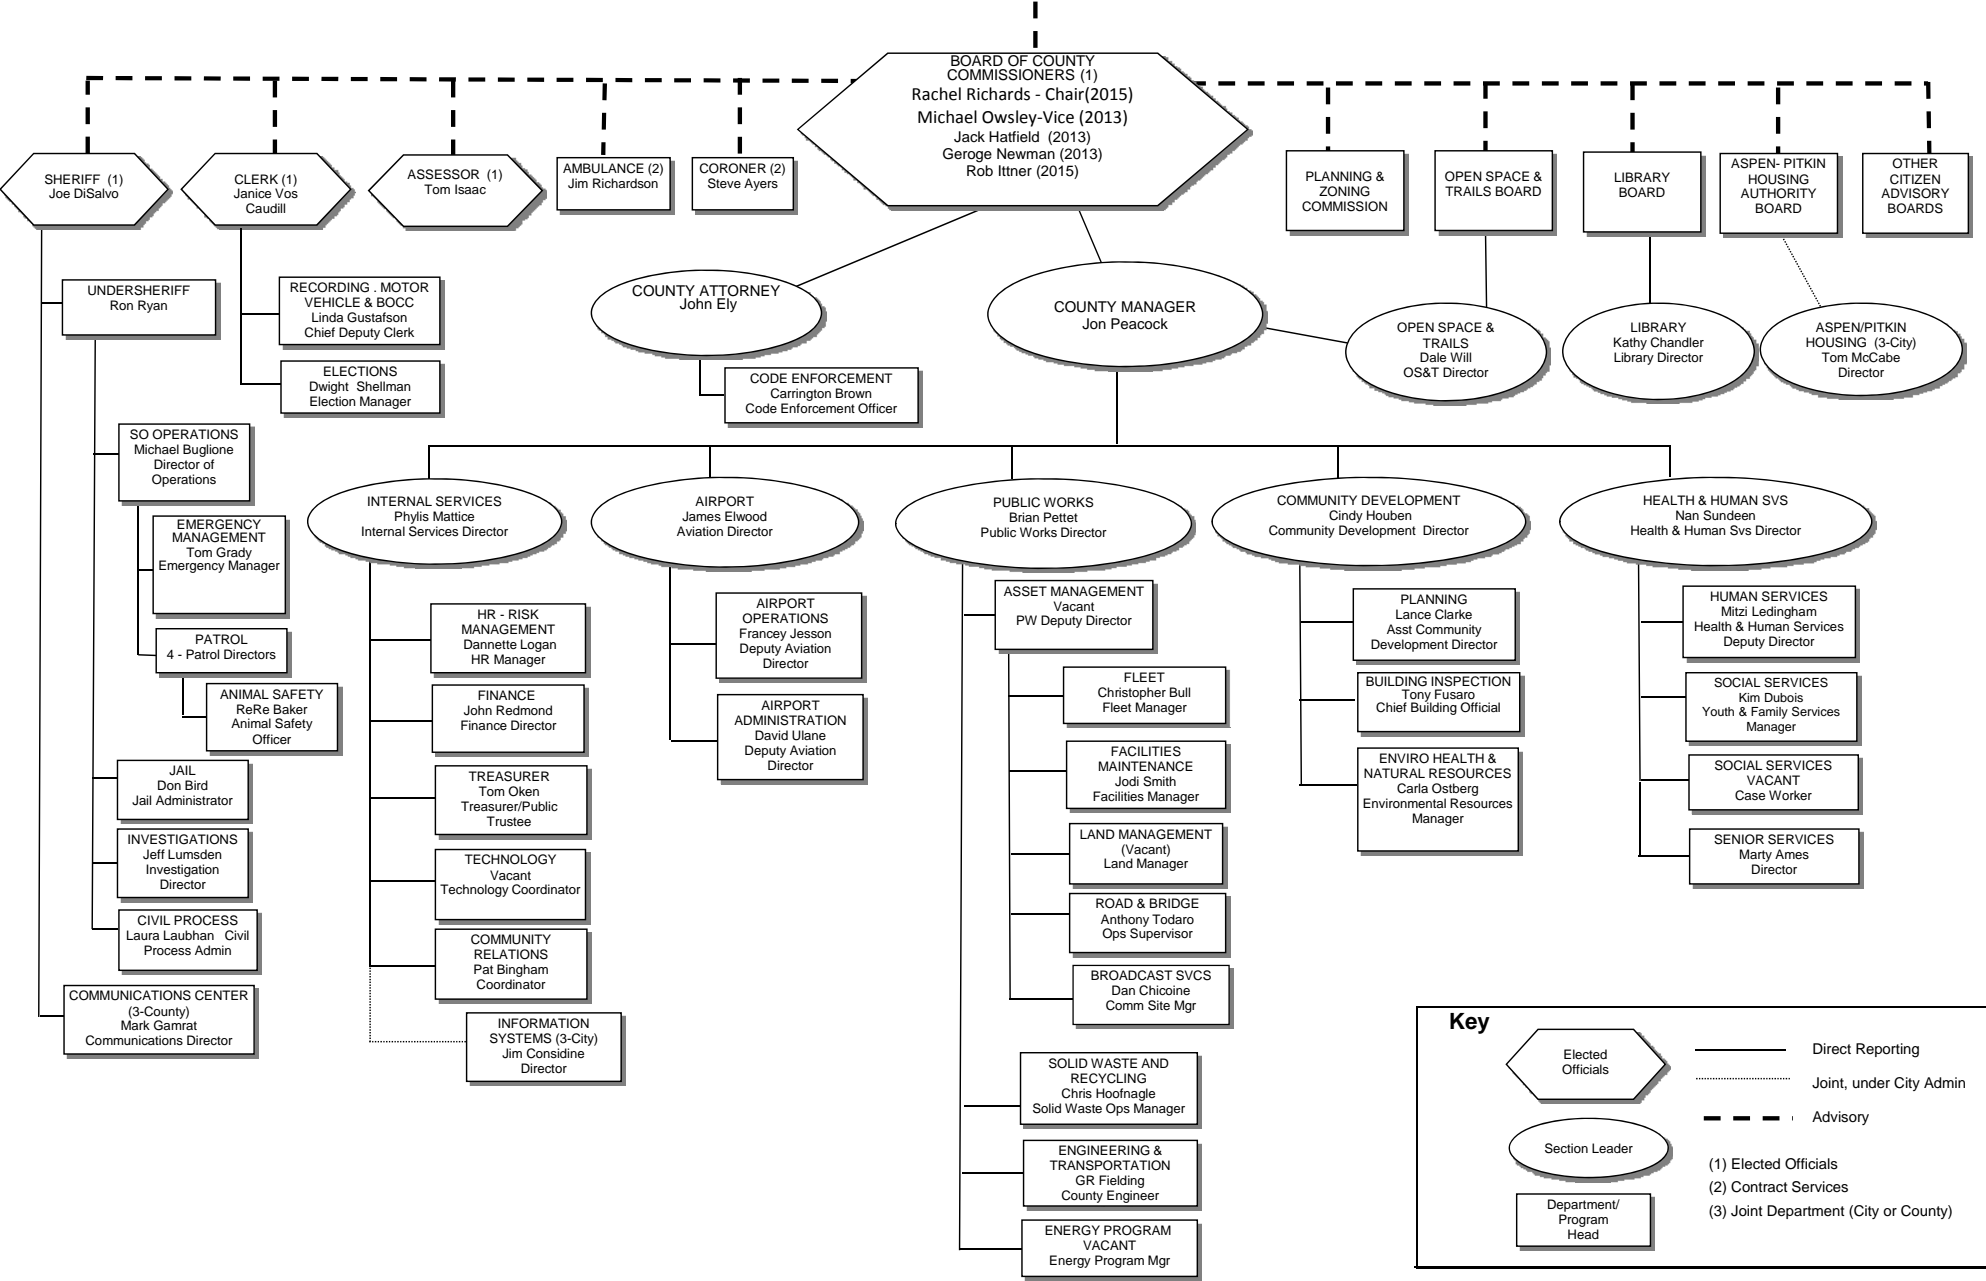 BOARD OF COUNTY
COMMISSIONERS (1)
Rachel Richards - Chair(2015)
Michael Owsley-Vice (2013)
Jack Hatfield (2013)
Geroge Newman (2013)
Rob Ittner (2015)
SHERIFF (1)
Joe DiSalvo
CLERK (1)
Janice Vos
Caudill
ASSESSOR (1)
Tom Isaac
AMBULANCE (2)
Jim Richardson
CORONER (2)
Steve Ayers
PLANNING &
ZONING
COMMISSION
OPEN SPACE &
TRAILS BOARD
LIBRARY
BOARD
ASPEN- PITKIN
HOUSING
AUTHORITY
BOARD
OTHER
CITIZEN
ADVISORY
BOARDS
UNDERSHERIFF
Ron Ryan
RECORDING . MOTOR
VEHICLE & BOCC
Linda Gustafson
Chief Deputy Clerk
ELECTIONS
Dwight Shellman
Election Manager
COUNTY ATTORNEY
John Ely
CODE ENFORCEMENT
Carrington Brown
Code Enforcement Officer
COUNTY MANAGER
Jon Peacock
OPEN SPACE &
TRAILS
Dale Will
OS&T Director
LIBRARY
Kathy Chandler
Library Director
ASPEN/PITKIN
HOUSING (3-City)
Tom McCabe
Director
SO OPERATIONS
Michael Buglione
Director of
Operations
EMERGENCY
MANAGEMENT
Tom Grady
Emergency Manager
PATROL
4 - Patrol Directors
ANIMAL SAFETY
ReRe Baker
Animal Safety
Officer
JAIL
Don Bird
Jail Administrator
INVESTIGATIONS
Jeff Lumsden
Investigation
Director
CIVIL PROCESS
Laura Laubhan Civil
Process Admin
COMMUNICATIONS CENTER
(3-County)
Mark Gamrat
Communications Director
INTERNAL SERVICES
Phylis Mattice
Internal Services Director
HR - RISK
MANAGEMENT
Dannette Logan
HR Manager
FINANCE
John Redmond
Finance Director
TREASURER
Tom Oken
Treasurer/Public
Trustee
TECHNOLOGY
Vacant
Technology Coordinator
COMMUNITY
RELATIONS
Pat Bingham
Coordinator
INFORMATION
SYSTEMS (3-City)
Jim Considine
Director
AIRPORT
James Elwood
Aviation Director
AIRPORT
OPERATIONS
Francey Jesson
Deputy Aviation
Director
AIRPORT
ADMINISTRATION
David Ulane
Deputy Aviation
Director
PUBLIC WORKS
Brian Pettet
Public Works Director
ASSET MANAGEMENT
Vacant
PW Deputy Director
FLEET
Christopher Bull
Fleet Manager
FACILITIES
MAINTENANCE
Jodi Smith
Facilities Manager
LAND MANAGEMENT
(Vacant)
Land Manager
ROAD & BRIDGE
Anthony Todaro
Ops Supervisor
BROADCAST SVCS
Dan Chicoine
Comm Site Mgr
SOLID WASTE AND
RECYCLING
Chris Hoofnagle
Solid Waste Ops Manager
ENGINEERING &
TRANSPORTATION
GR Fielding
County Engineer
ENERGY PROGRAM
VACANT
Energy Program Mgr
COMMUNITY DEVELOPMENT
Cindy Houben
Community Development Director
PLANNING
Lance Clarke
Asst Community
Development Director
BUILDING INSPECTION
Tony Fusaro
Chief Building Official
ENVIRO HEALTH &
NATURAL RESOURCES
Carla Ostberg
Environmental Resources
Manager
HEALTH & HUMAN SVS
Nan Sundeen
Health & Human Svs Director
HUMAN SERVICES
Mitzi Ledingham
Health & Human Services
Deputy Director
SOCIAL SERVICES
Kim Dubois
Youth & Family Services
Manager
SOCIAL SERVICES
VACANT
Case Worker
SENIOR SERVICES
Marty Ames
Director
Key
Elected
Officials
Section Leader
Department/
Program
Head
Direct Reporting
Joint, under City Admin
Advisory
(1) Elected Officials
(2) Contract Services
(3) Joint Department (City or County)